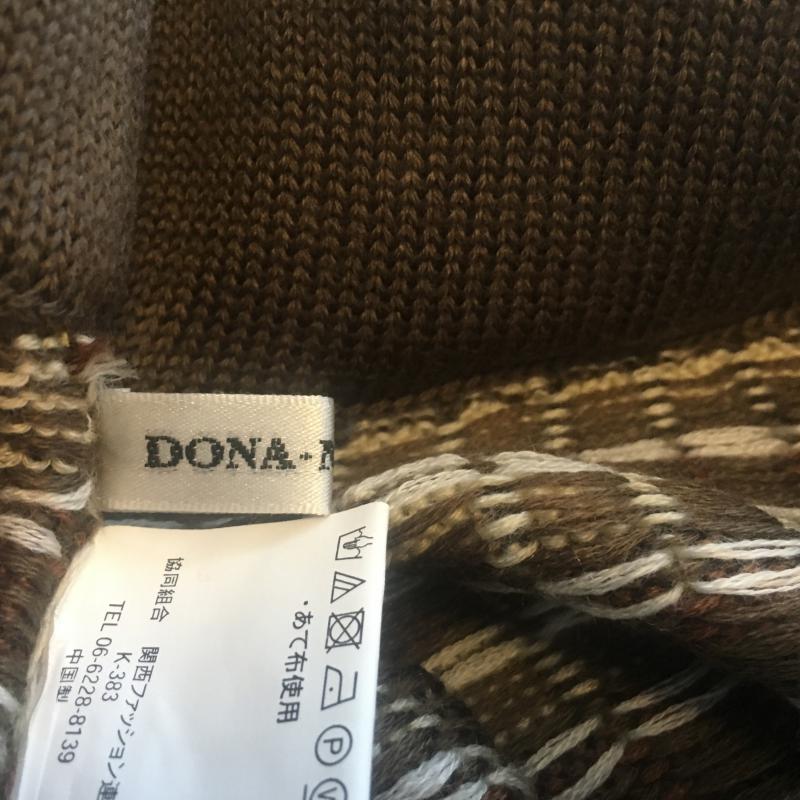 DONA·
・あて布使用
P
協同組合
関西ファッション連
K-383
TEL 06-6228-8139
中国製